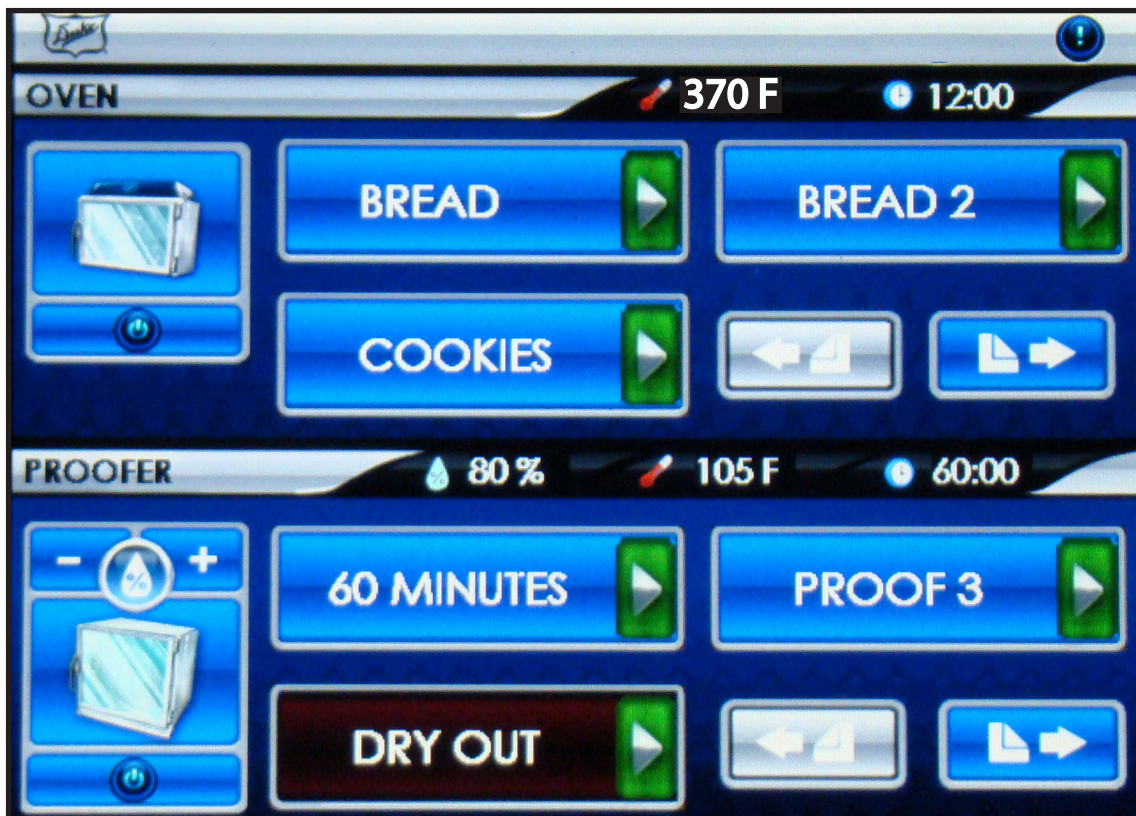 Duke
OVEN 370 F 12:00
BREAD BREAD 2
COOKIES
PROOFER 80 % 105 F 60:00
- % +
60 MINUTES PROOF 3
DRY OUT